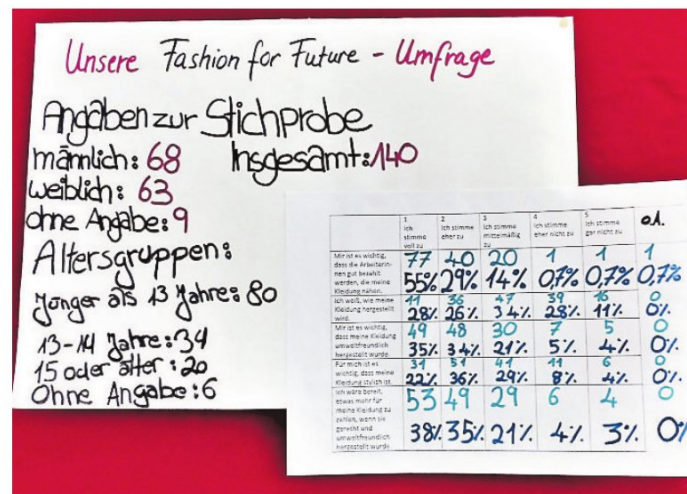 Unsere Fashion for Future - Umfrage
Angaben zur Stichprobe
männlich: 68 Insgesamt: 140
weiblich: 63
ohne Angabe: 9
Altersgruppen:
Jünger als 13 Jahre: 80
13-14 Jahre: 34
15 oder älter: 20
Ohne Angabe: 6
1 2 3 4 5
Ich stimme voll zu
Ich stimme eher zu
Ich stimme mittelmäßig zu
Ich stimme eher nicht zu
Ich stimme gar nicht zu
Mir ist es wichtig,
dass die Arbeiterin-
nen gut bezahlt
werden, die meine
Kleidung nähen.
77 40 20 1 1 1
55% 29% 14% 0,7% 0,7% 0,7%
Ich weiß, wie meine
Kleidung hergestellt
wird.
11 36 47 39 16 0
28% 26% 34% 28% 11% 0%
Mir ist es wichtig,
dass meine Kleidung
umweltfreundlich
hergestellt wurde.
49 48 30 7 5 0
35% 34% 21% 5% 4% 0%
Für mich ist es
wichtig, dass meine
Kleidung stylish ist.
31 51 41 11 6 0
22% 36% 29% 8% 4% 0%
Ich wäre bereit,
etwas mehr für
meine Kleidung zu
zahlen, wenn sie
gerecht und
umweltfreundlich
hergestellt wurde
53 49 29 6 4 0
38% 35% 21% 4% 3% 0%